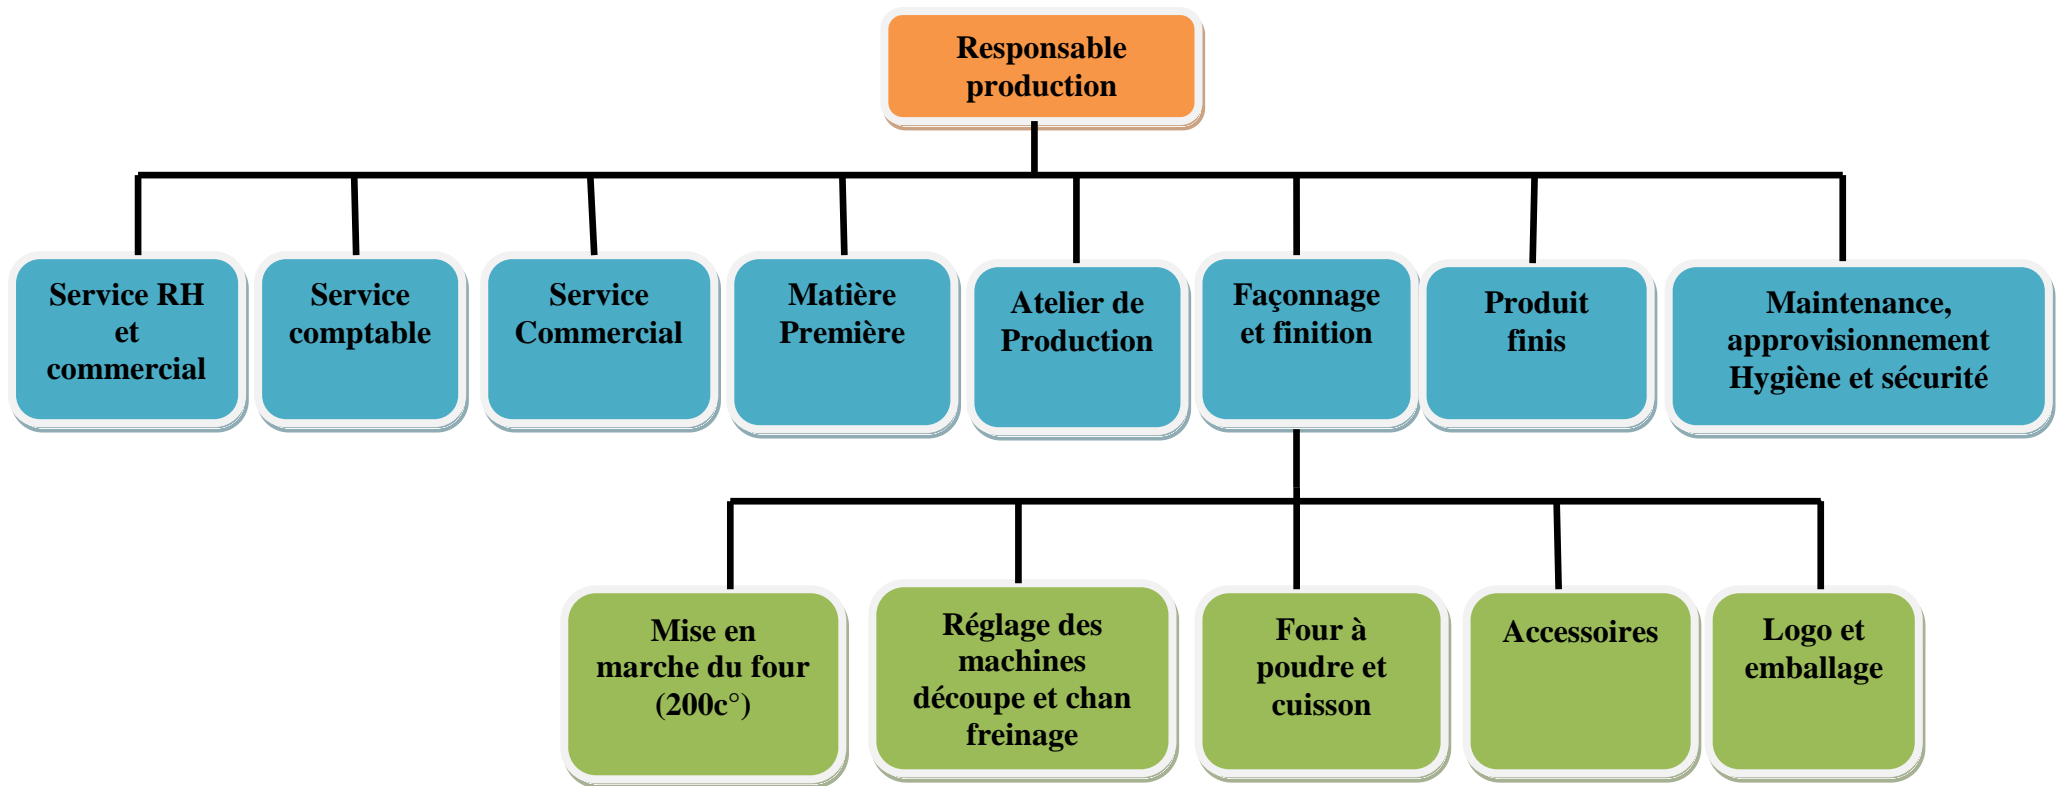 Responsable
production
Service RH
et
commercial
Service
comptable
Service
Commercial
Matière
Première
Atelier de
Production
Façonnage
et finition
Produit
finis
Maintenance,
approvisionnement
Hygiène et sécurité
Mise en
marche du four
(200c°)
Réglage des
machines
découpe et chan
freinage
Four à
poudre et
cuisson
Accessoires
Logo et
emballage